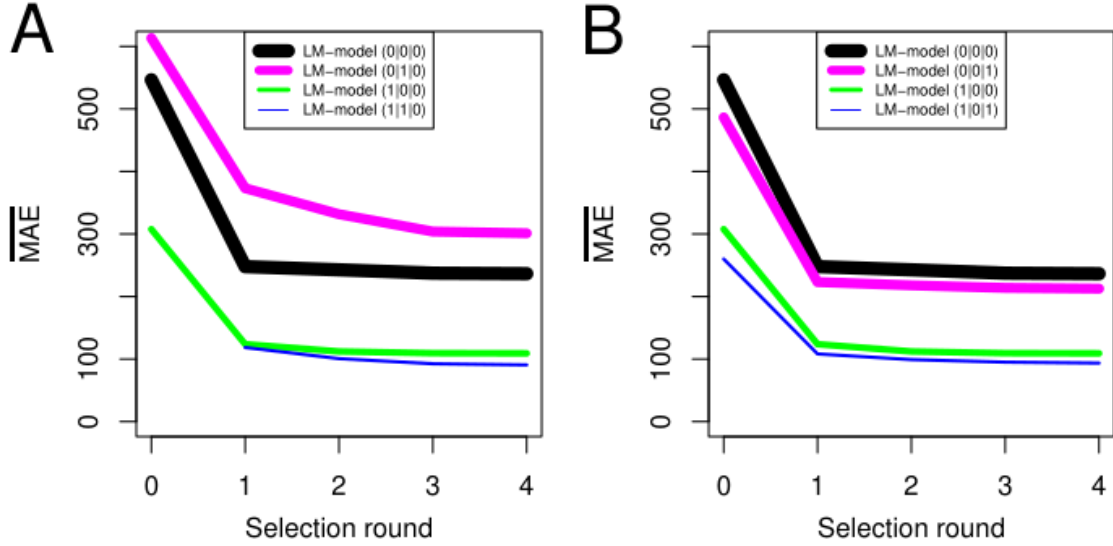 A
LM-model (0|0|0)
LM-model (0|1|0)
LM-model (1|0|0)
LM-model (1|1|0)
500
300
100
0
MAE
0 1 2 3 4
Selection round
B
LM-model (0|0|0)
LM-model (0|0|1)
LM-model (1|0|0)
LM-model (1|0|1)
500
300
100
0
MAE
0 1 2 3 4
Selection round